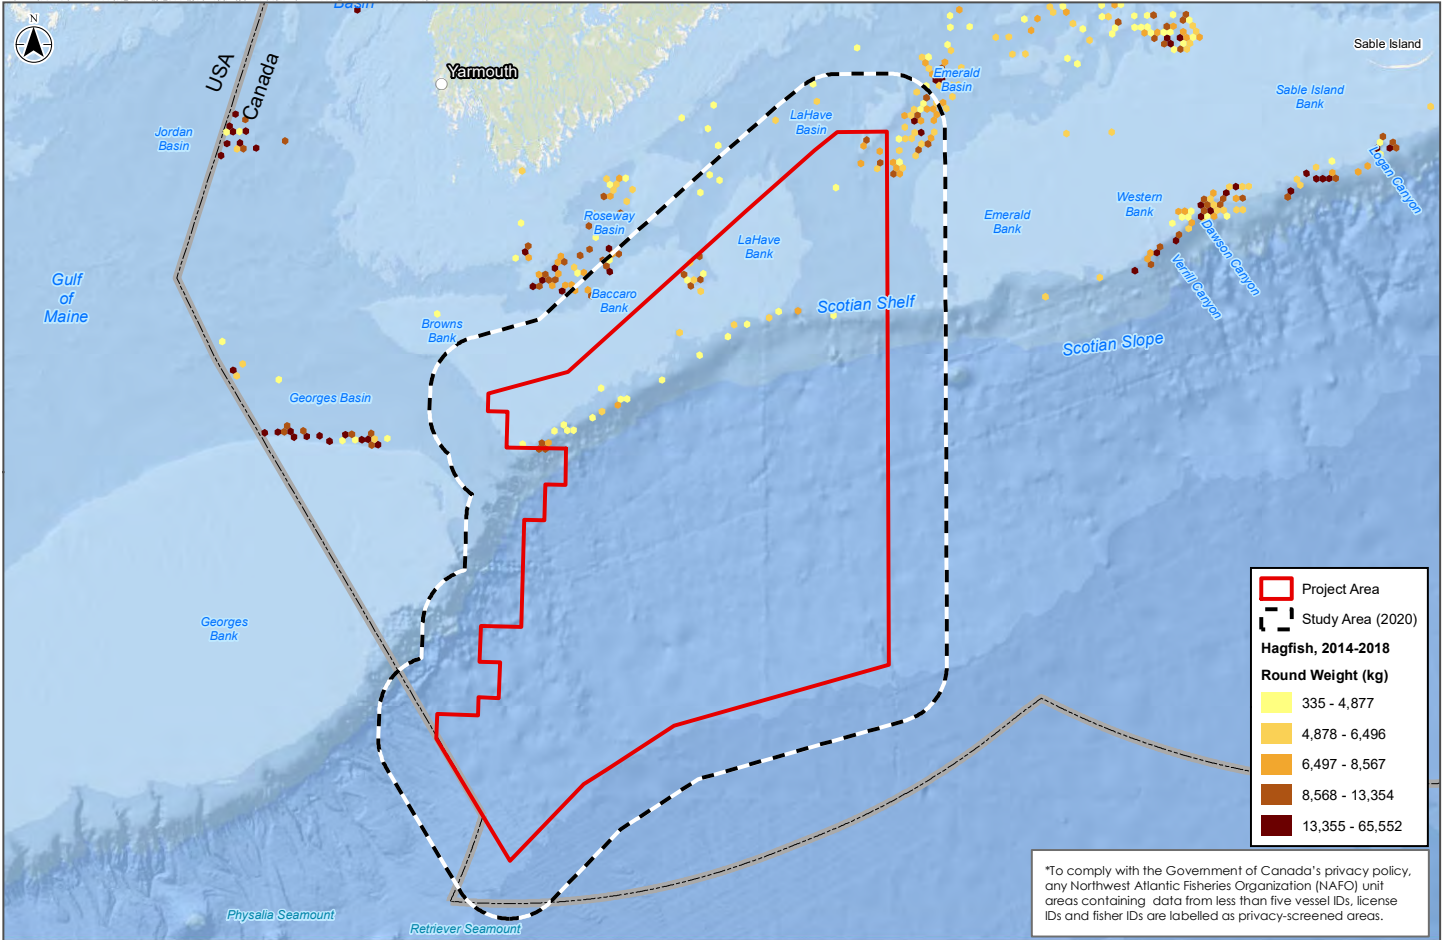 Basin
N
USA
Canada
Yarmouth
Sable Island
Emerald
Basin
Sable Island
Bank
LaHave
Basin
Jordan
Basin
Logan Canyon
Western
Bank
Roseway
Basin
Emerald
Bank
LaHave
Bank
Dawson Canyon
Verrill Canyon
Gulf
of
Maine
Baccaro
Bank
Scotian Shelf
Browns
Bank
Scotian Slope
Georges Basin
Georges
Bank
Physalia Seamount
Retriever Seamount
Project Area
Study Area (2020)
Hagfish, 2014-2018
Round Weight (kg)
335 - 4,877
4,878 - 6,496
6,497 - 8,567
8,568 - 13,354
13,355 - 65,552
*To comply with the Government of Canada's privacy policy,
any Northwest Atlantic Fisheries Organization (NAFO) unit
areas containing data from less than five vessel IDs, license
IDs and fisher IDs are labelled as privacy-screened areas.